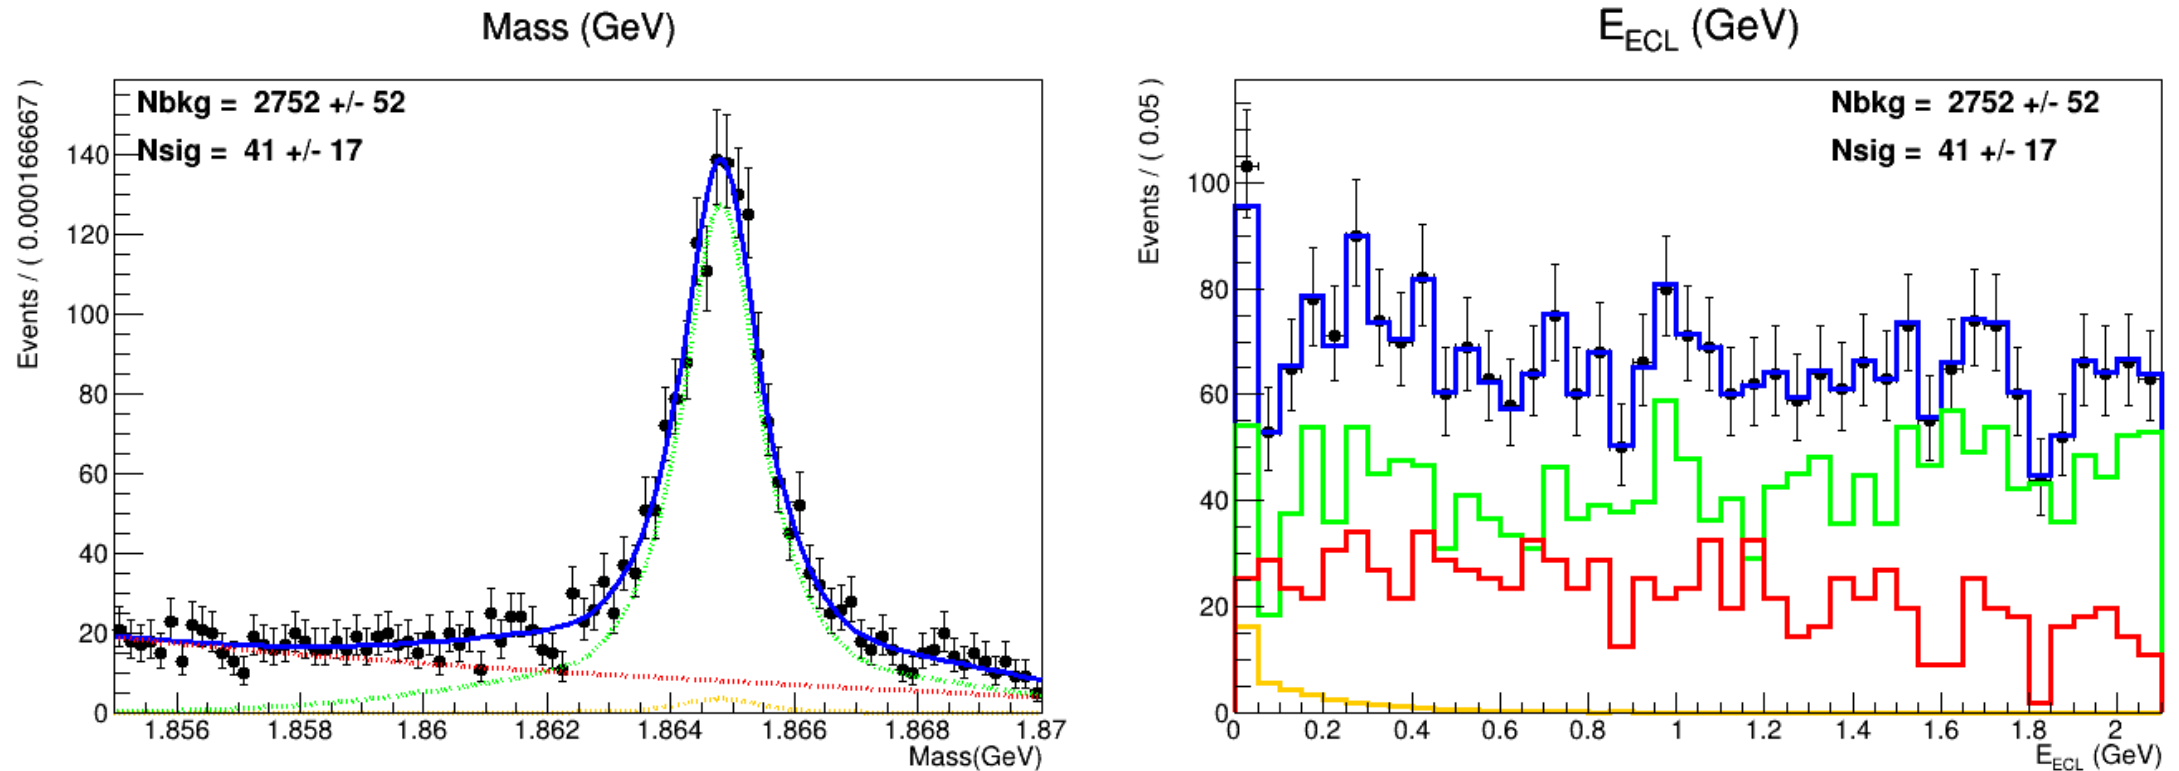 Mass (GeV)
Events / ( 0.000166667 )
Nbkg = 2752 +/- 52
Nsig = 41 +/- 17
140
120
100
80
60
40
20
0
1.856 1.858 1.86 1.862 1.864 1.866 1.868 1.87
Mass(GeV)
E_ECL (GeV)
Events / ( 0.05 )
Nbkg = 2752 +/- 52
Nsig = 41 +/- 17
100
80
60
40
20
0
0 0.2 0.4 0.6 0.8 1 1.2 1.4 1.6 1.8 2
E_ECL (GeV)